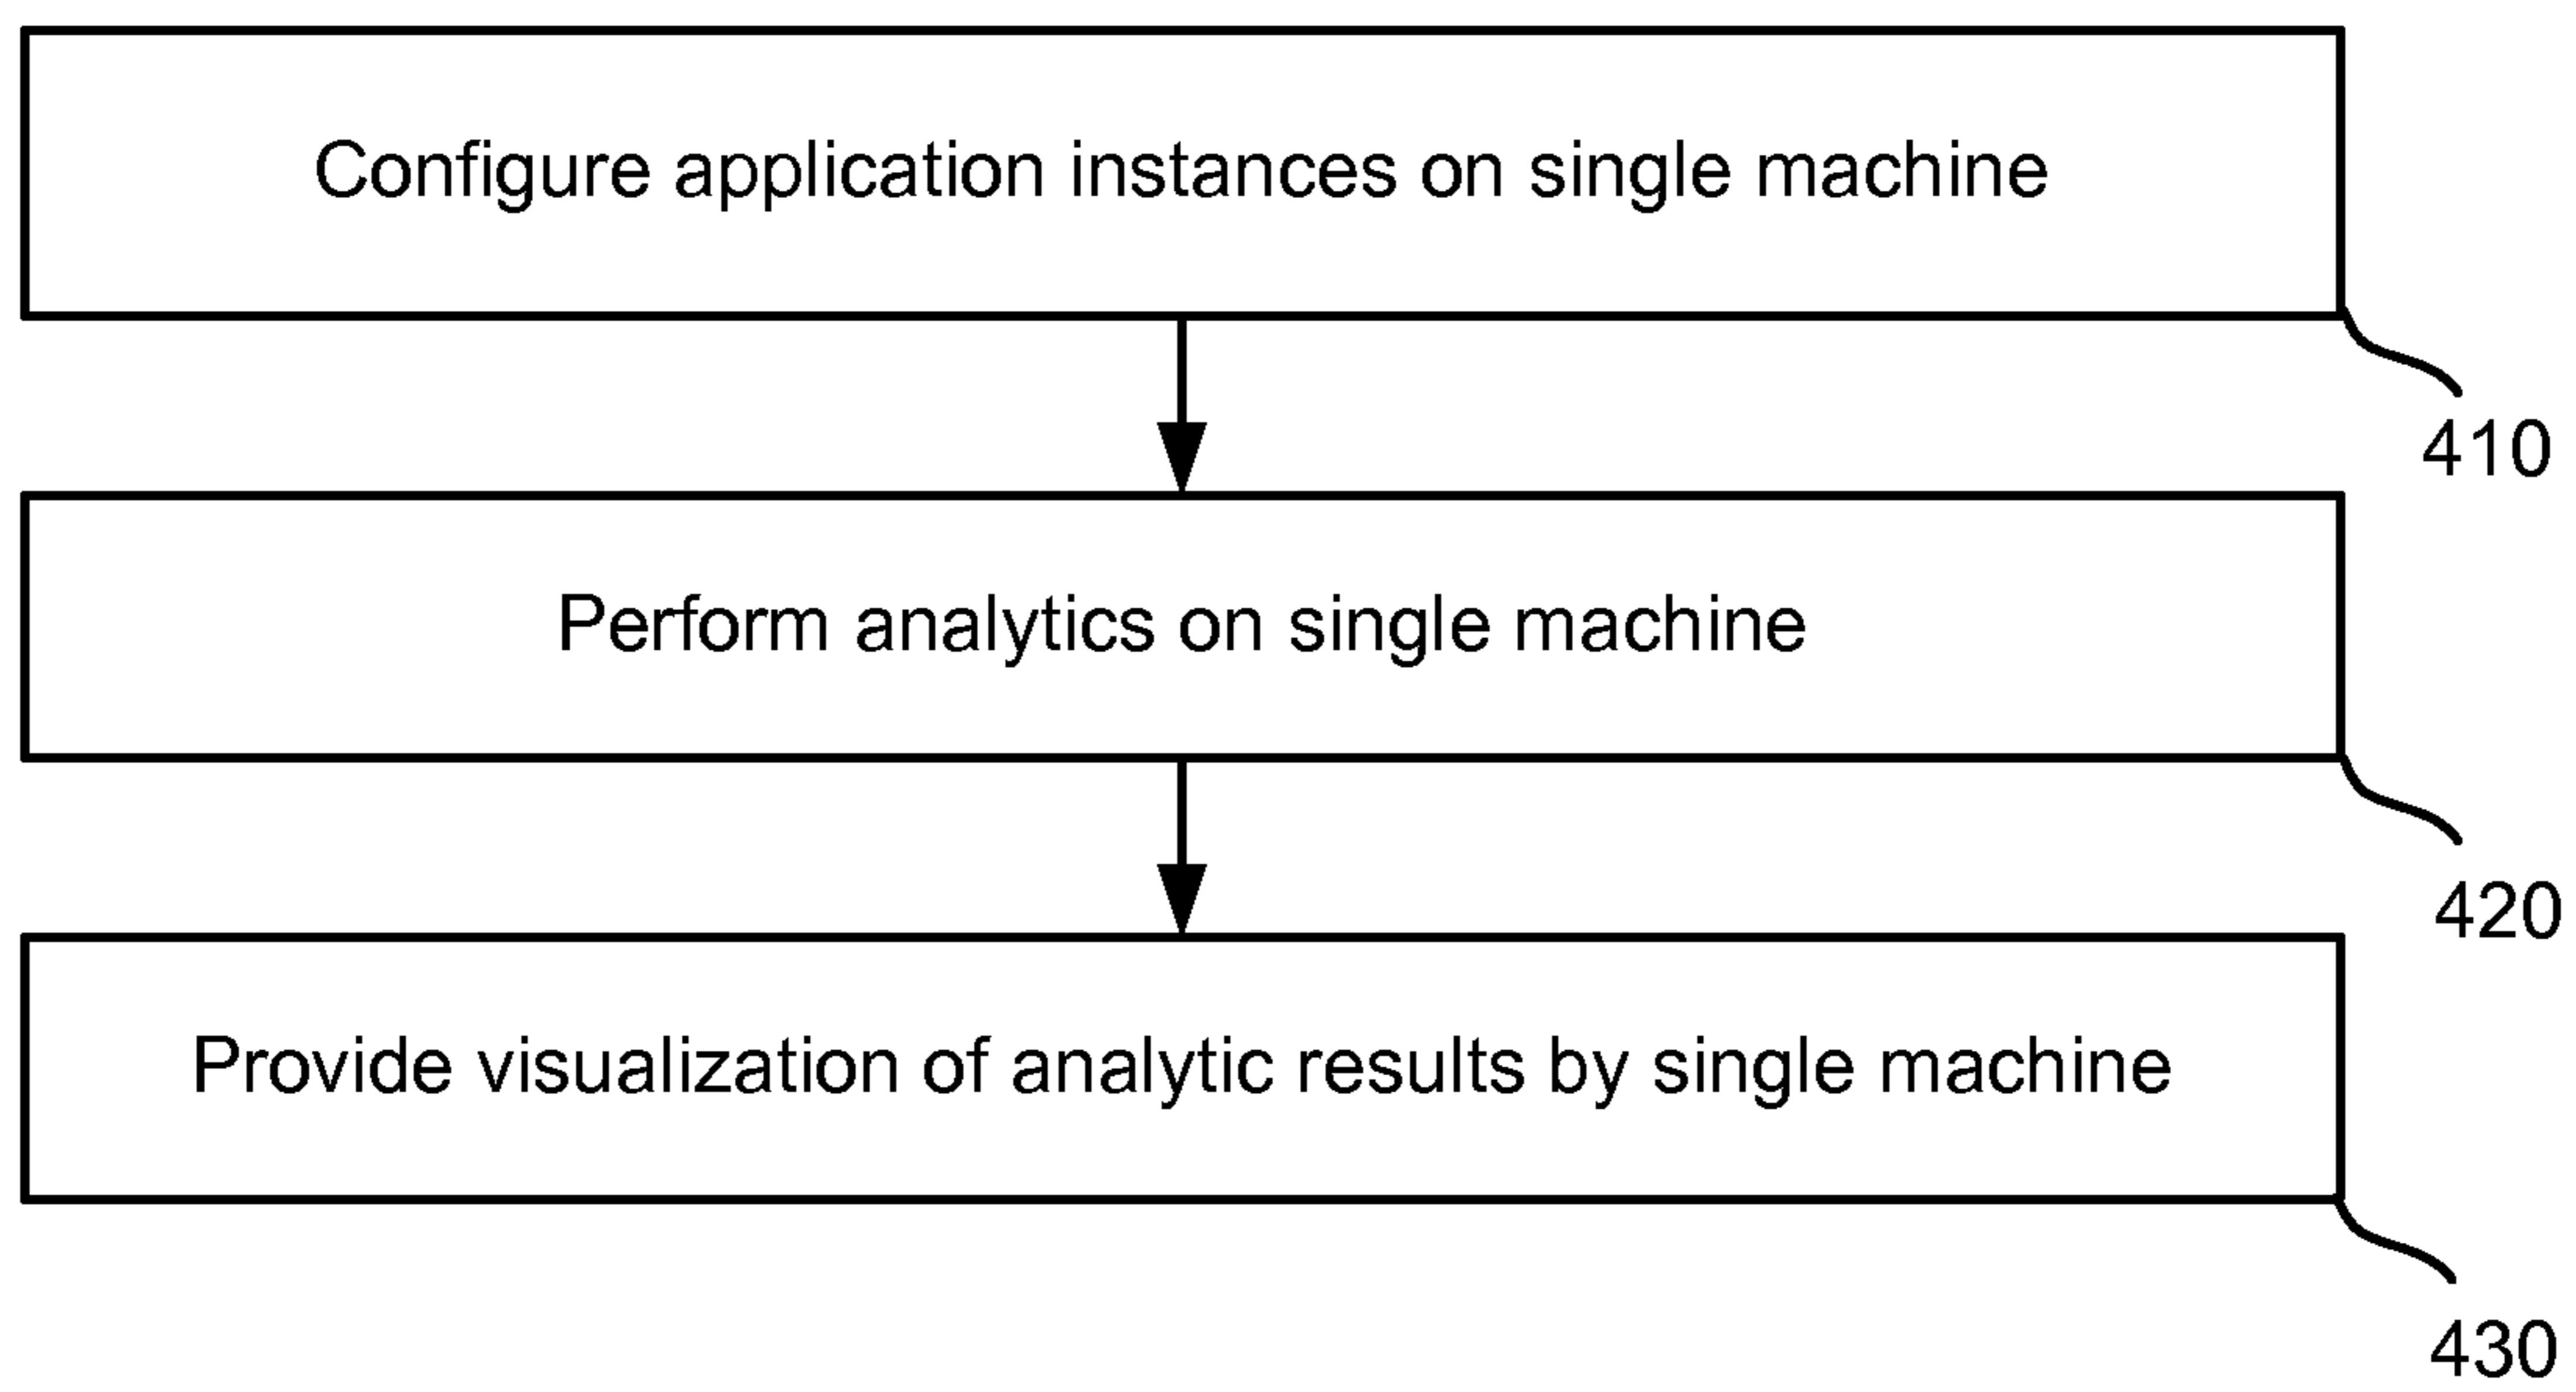 Configure application instances on single machine
410
Perform analytics on single machine
420
Provide visualization of analytic results by single machine
430